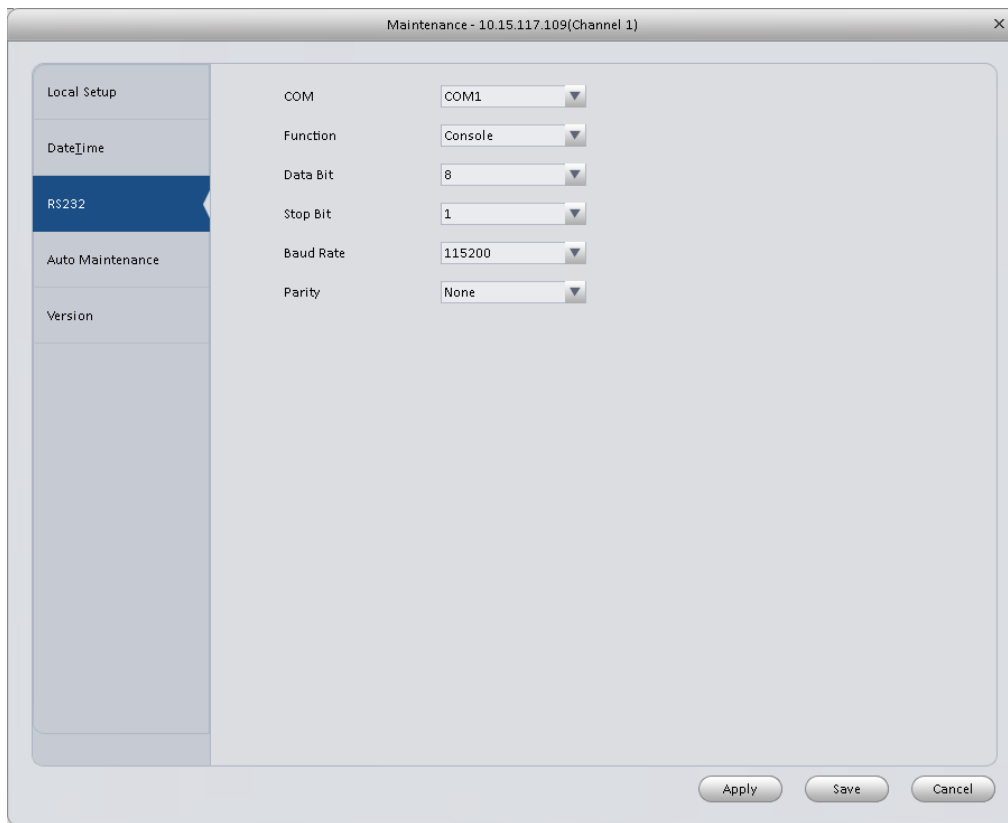 Maintenance - 10.15.117.109(Channel 1)
Local Setup
DateTime
RS232
Auto Maintenance
Version
COM COM1
Function Console
Data Bit 8
Stop Bit 1
Baud Rate 115200
Parity None
Apply Save Cancel